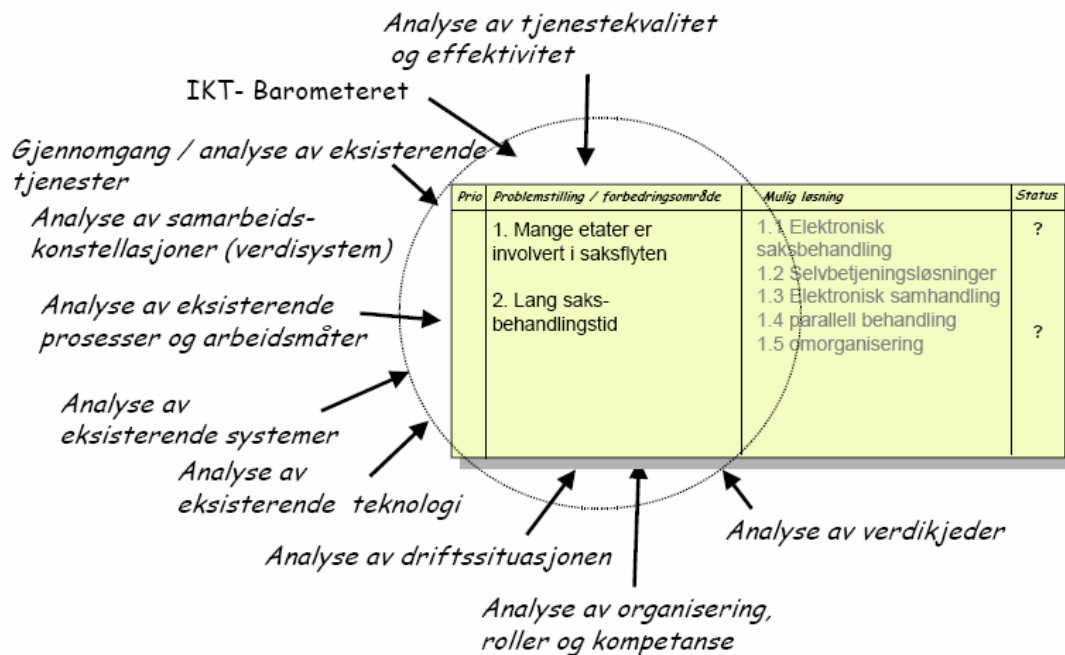 Analyse av tjenestekvalitet
og effektivitet
IKT- Barometeret
Gjennomgang / analyse av eksisterende
tjenester
Analyse av samarbeids-
konstellasjoner (verdisystem)
Analyse av eksisterende
prosesser og arbeidsmåter
Analyse av
eksisterende systemer
Analyse av
eksisterende teknologi
Analyse av driftssituasjonen
Analyse av organisering,
roller og kompetanse
Analyse av verdikjeder
Prio Problemstilling / forbedringsområde Mulig løsning Status
1. Mange etater er
involvert i saksflyten
2. Lang saks-
behandlingstid
1.1 Elektronisk
saksbehandling
1.2 Selvbetjeningsløsninger
1.3 Elektronisk samhandling
1.4 parallell behandling
1.5 omorganisering
?
?